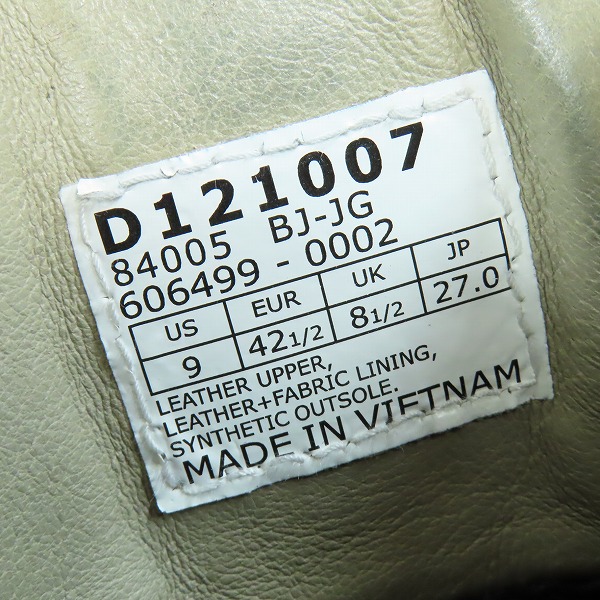 D121007
84005 BJ-JG
606499-0002
US EUR UK JP
9 42 1/2 8 1/2 27.0
LEATHER UPPER,
LEATHER+FABRIC LINING,
SYNTHETIC OUTSOLE.
MADE IN VIETNAM